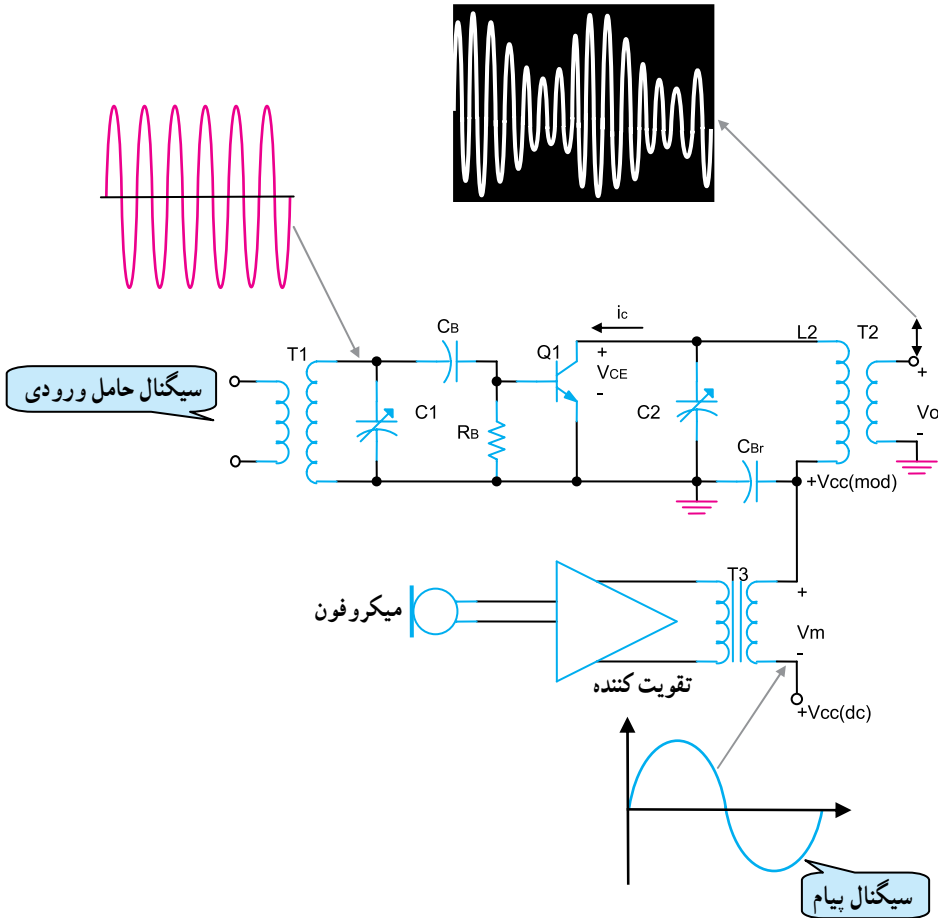 ic
CB
T1
Q1
+
VCE
-
L2
T2
+
Vo
-
سیگنال حامل ورودی
C1
RB
C2
CBr
+Vcc(mod)
T3
+
Vm
-
میکروفون
تقویت کننده
+Vcc(dc)
سیگنال پیام